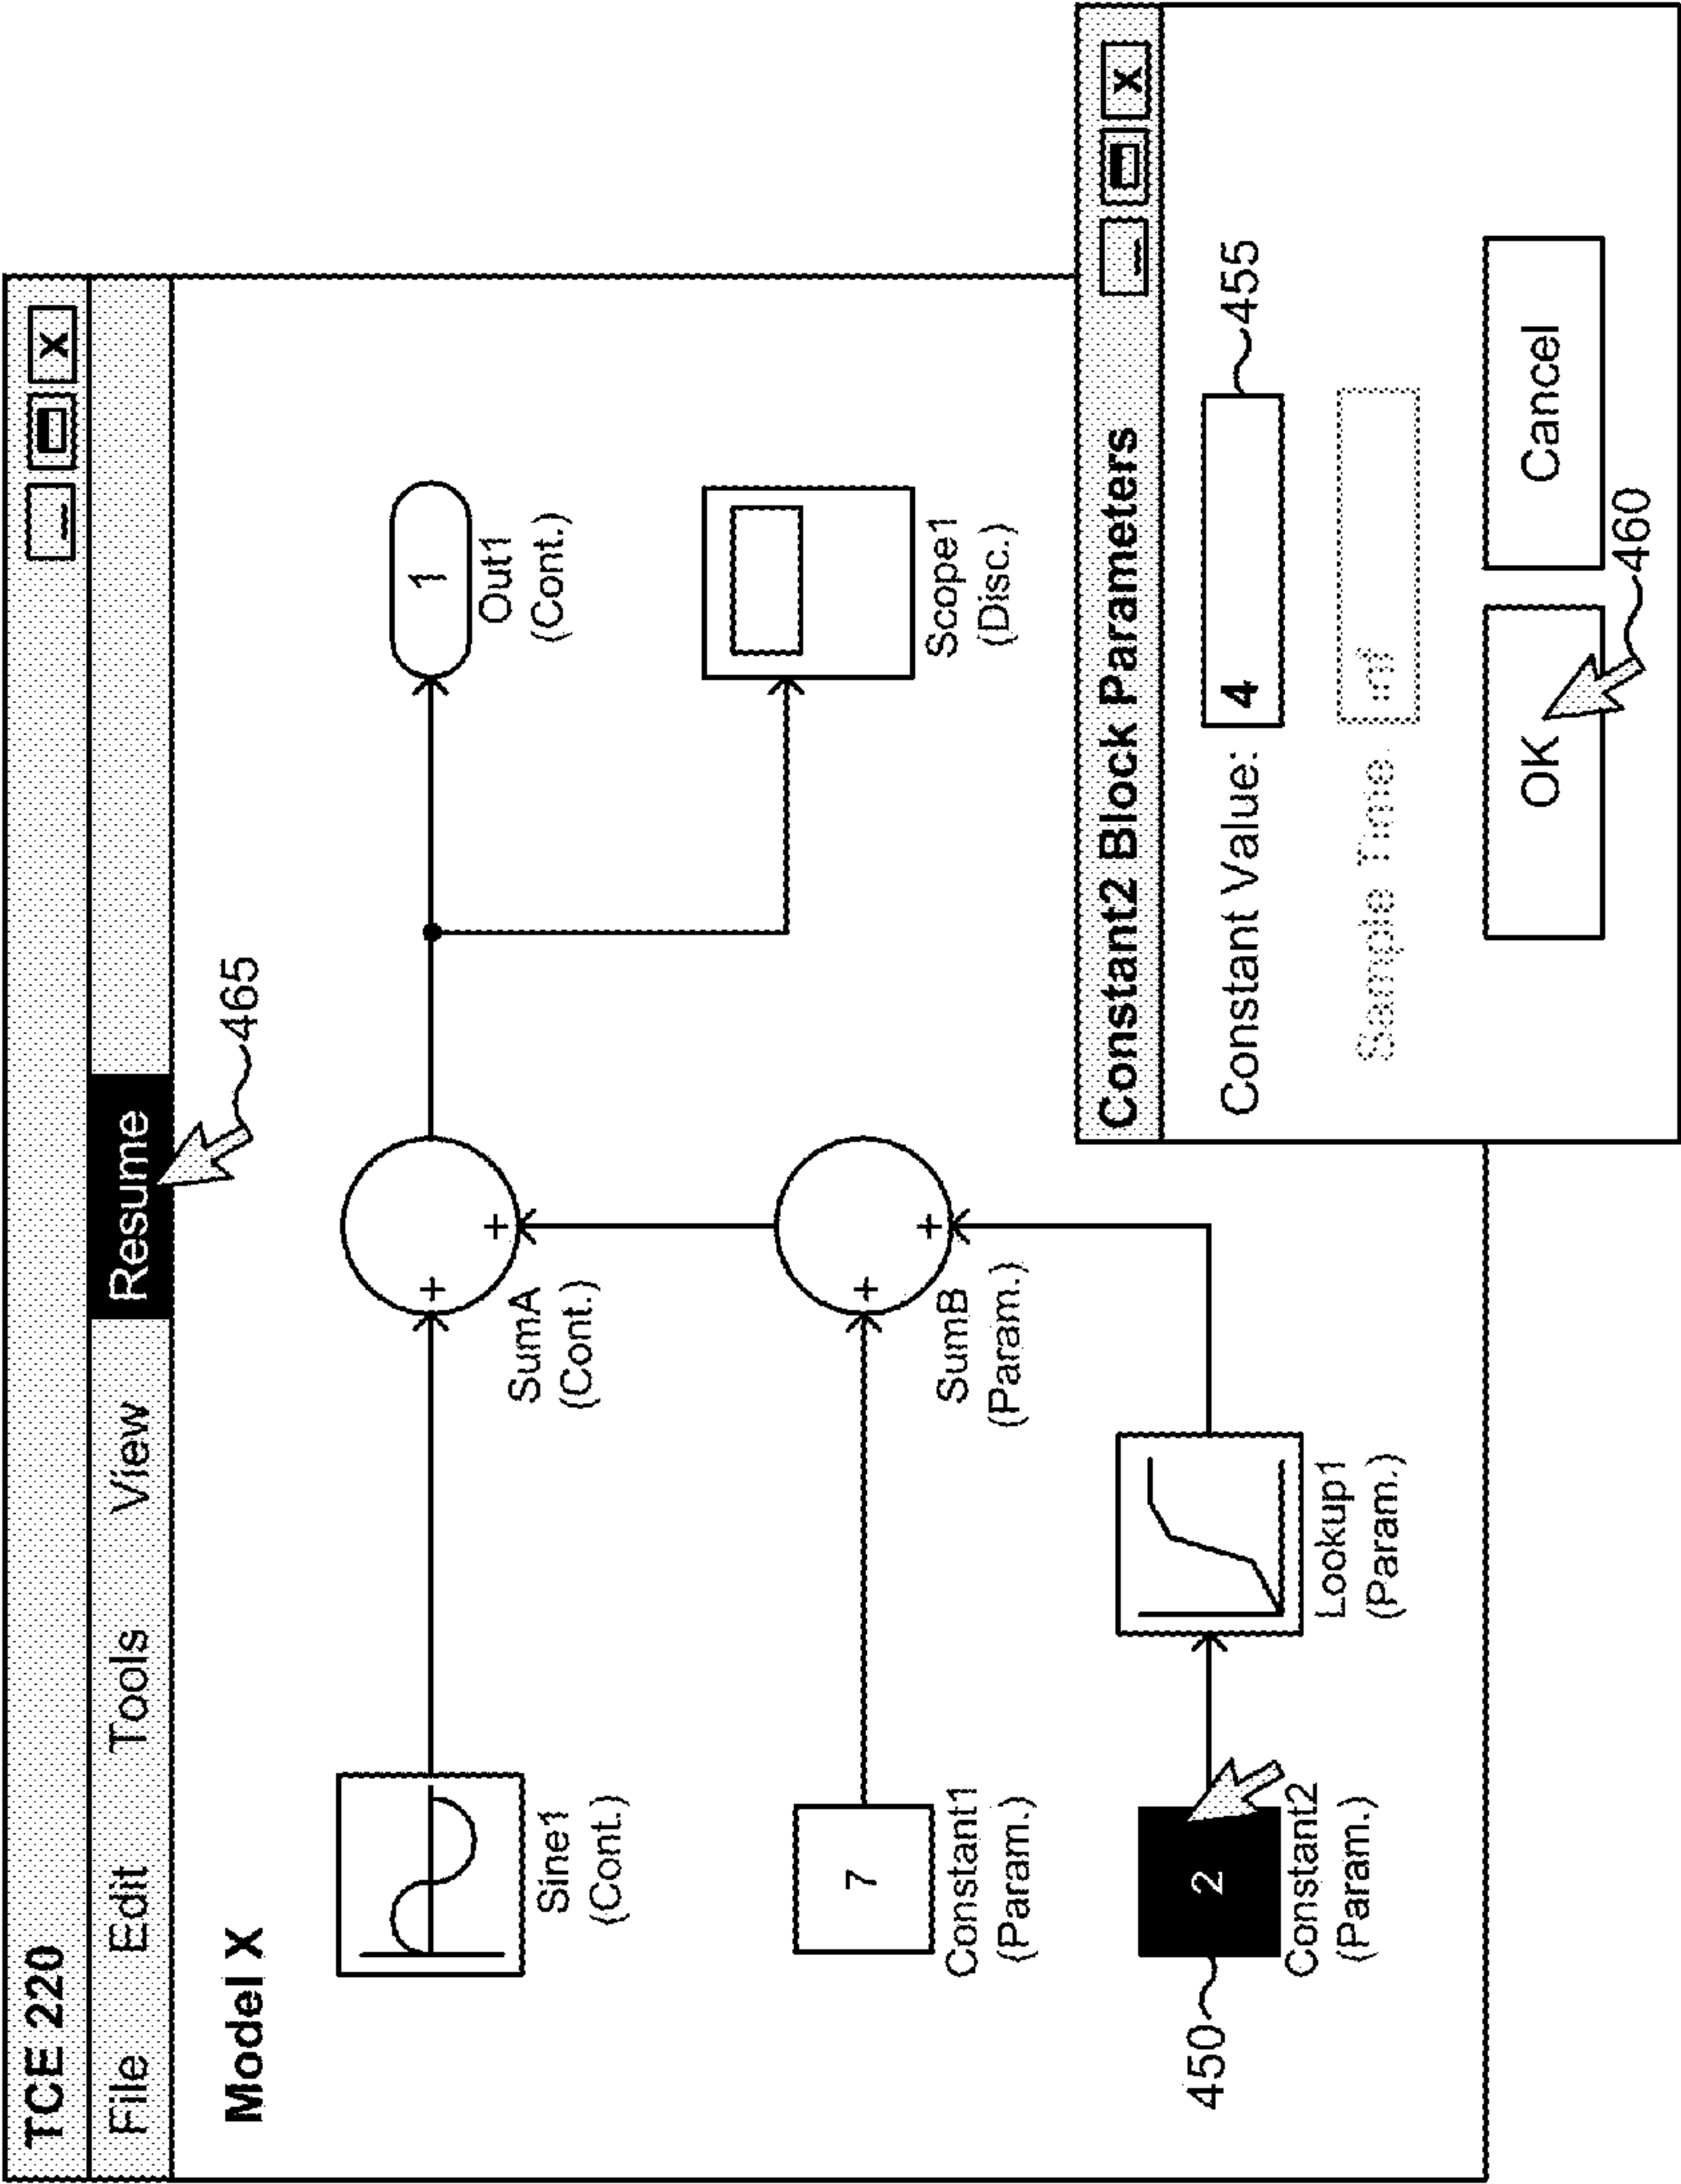 TCE 220
File Edit Tools View Resume
465
Model X
Sine1
(Cont.)
+
+
SumA
(Cont.)
1
Out1
(Cont.)
7
Constant1
(Param.)
+
+
SumB
(Param.)
Scope1
(Disc.)
450
2
Constant2
(Param.)
Lookup1
(Param.)
Constant2 Block Parameters
Constant Value: 4
455
Sample Time inf
OK
Cancel
460